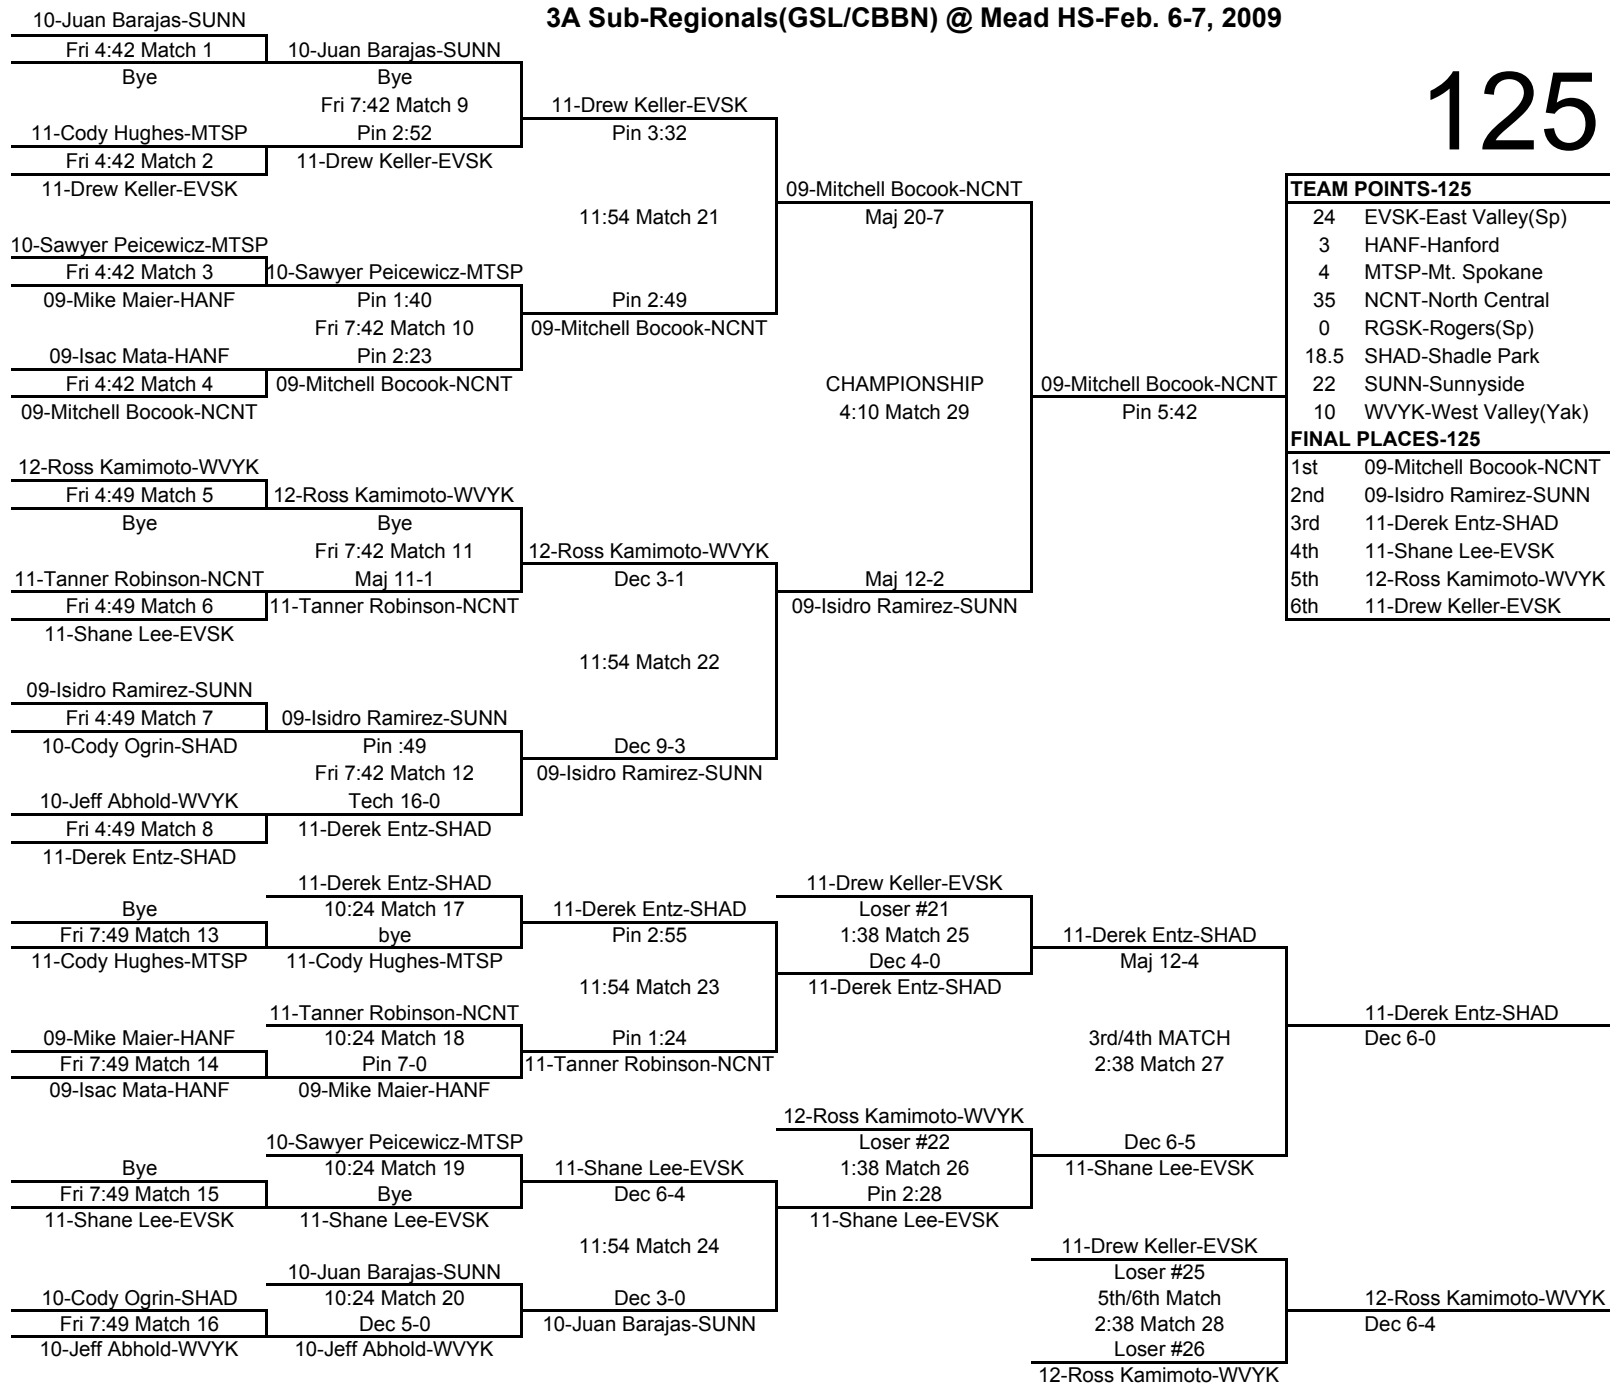 3A Sub-Regionals(GSL/CBBN) @ Mead HS-Feb. 6-7, 2009
125
10-Juan Barajas-SUNN
Fri 4:42 Match 1
Bye
11-Cody Hughes-MTSP
Fri 4:42 Match 2
11-Drew Keller-EVSK
10-Sawyer Peicewicz-MTSP
Fri 4:42 Match 3
09-Mike Maier-HANF
09-Isac Mata-HANF
Fri 4:42 Match 4
09-Mitchell Bocook-NCNT
12-Ross Kamimoto-WVYK
Fri 4:49 Match 5
Bye
11-Tanner Robinson-NCNT
Fri 4:49 Match 6
11-Shane Lee-EVSK
09-Isidro Ramirez-SUNN
Fri 4:49 Match 7
10-Cody Ogrin-SHAD
10-Jeff Abhold-WVYK
Fri 4:49 Match 8
11-Derek Entz-SHAD
10-Juan Barajas-SUNN
Bye
Fri 7:42 Match 9
Pin 2:52
11-Drew Keller-EVSK
10-Sawyer Peicewicz-MTSP
Pin 1:40
Fri 7:42 Match 10
Pin 2:23
09-Mitchell Bocook-NCNT
12-Ross Kamimoto-WVYK
Bye
Fri 7:42 Match 11
Maj 11-1
11-Tanner Robinson-NCNT
09-Isidro Ramirez-SUNN
Pin :49
Fri 7:42 Match 12
Tech 16-0
11-Derek Entz-SHAD
11-Drew Keller-EVSK
Pin 3:32
11:54 Match 21
Pin 2:49
09-Mitchell Bocook-NCNT
12-Ross Kamimoto-WVYK
Dec 3-1
11:54 Match 22
Dec 9-3
09-Isidro Ramirez-SUNN
09-Mitchell Bocook-NCNT
Maj 20-7
CHAMPIONSHIP
4:10 Match 29
Maj 12-2
09-Isidro Ramirez-SUNN
09-Mitchell Bocook-NCNT
Pin 5:42
TEAM POINTS-125
24 EVSK-East Valley(Sp)
3 HANF-Hanford
4 MTSP-Mt. Spokane
35 NCNT-North Central
0 RGSK-Rogers(Sp)
18.5 SHAD-Shadle Park
22 SUNN-Sunnyside
10 WVYK-West Valley(Yak)
FINAL PLACES-125
1st 09-Mitchell Bocook-NCNT
2nd 09-Isidro Ramirez-SUNN
3rd 11-Derek Entz-SHAD
4th 11-Shane Lee-EVSK
5th 12-Ross Kamimoto-WVYK
6th 11-Drew Keller-EVSK
Bye
Fri 7:49 Match 13
11-Cody Hughes-MTSP
09-Mike Maier-HANF
Fri 7:49 Match 14
09-Isac Mata-HANF
Bye
Fri 7:49 Match 15
11-Shane Lee-EVSK
10-Cody Ogrin-SHAD
Fri 7:49 Match 16
10-Jeff Abhold-WVYK
11-Derek Entz-SHAD
10:24 Match 17
bye
11-Cody Hughes-MTSP
11-Tanner Robinson-NCNT
10:24 Match 18
Pin 7-0
09-Mike Maier-HANF
10-Sawyer Peicewicz-MTSP
10:24 Match 19
Bye
11-Shane Lee-EVSK
10-Juan Barajas-SUNN
10:24 Match 20
Dec 5-0
10-Jeff Abhold-WVYK
11-Derek Entz-SHAD
Pin 2:55
11:54 Match 23
Pin 1:24
11-Tanner Robinson-NCNT
11-Shane Lee-EVSK
Dec 6-4
11:54 Match 24
Dec 3-0
10-Juan Barajas-SUNN
11-Drew Keller-EVSK
Loser #21
1:38 Match 25
Dec 4-0
11-Derek Entz-SHAD
12-Ross Kamimoto-WVYK
Loser #22
1:38 Match 26
Pin 2:28
11-Shane Lee-EVSK
11-Derek Entz-SHAD
Maj 12-4
3rd/4th MATCH
2:38 Match 27
Dec 6-5
11-Shane Lee-EVSK
11-Derek Entz-SHAD
Dec 6-0
11-Drew Keller-EVSK
Loser #25
5th/6th Match
2:38 Match 28
Loser #26
12-Ross Kamimoto-WVYK
12-Ross Kamimoto-WVYK
Dec 6-4